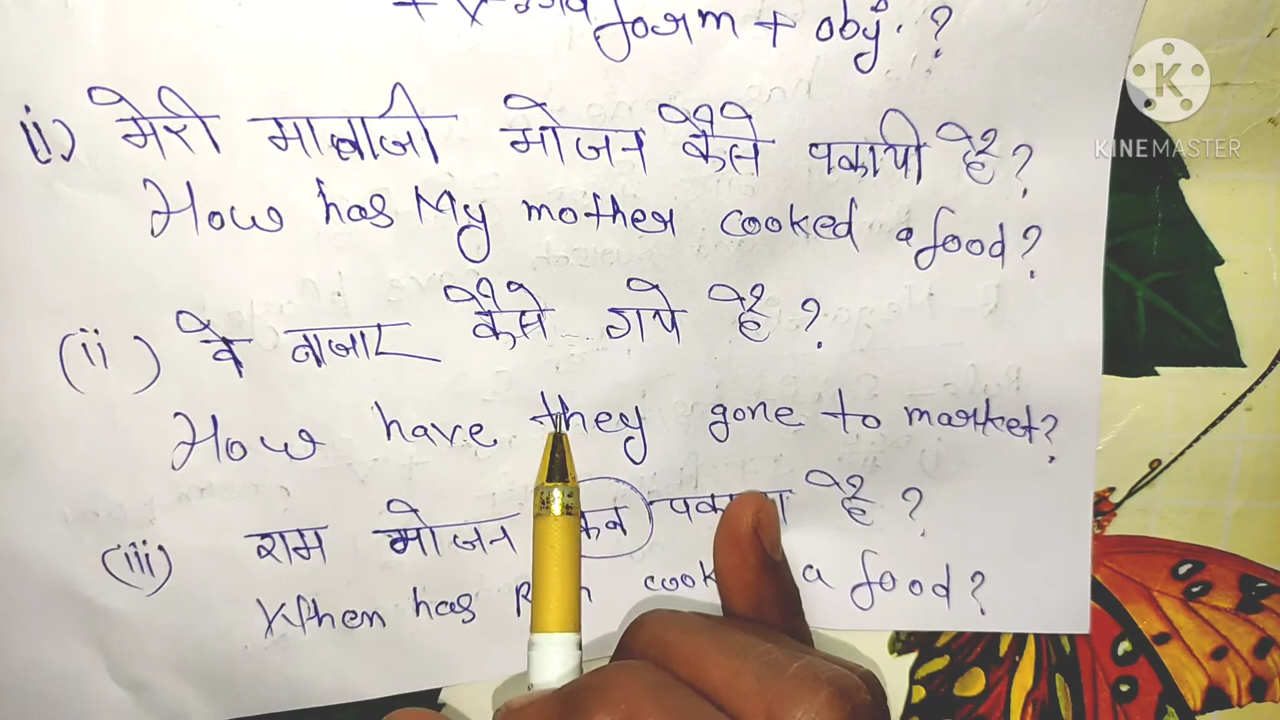 form + obj. ?
i) मेरी माताजी भोजन कैसे पकायी है ?
How has My mother cooked a food ?
(ii) वे बाजार कैसे गये है ?
How have they gone to market ?
(iii) राम भोजन कब है ?
When has a food ?
K
KINEMASTER